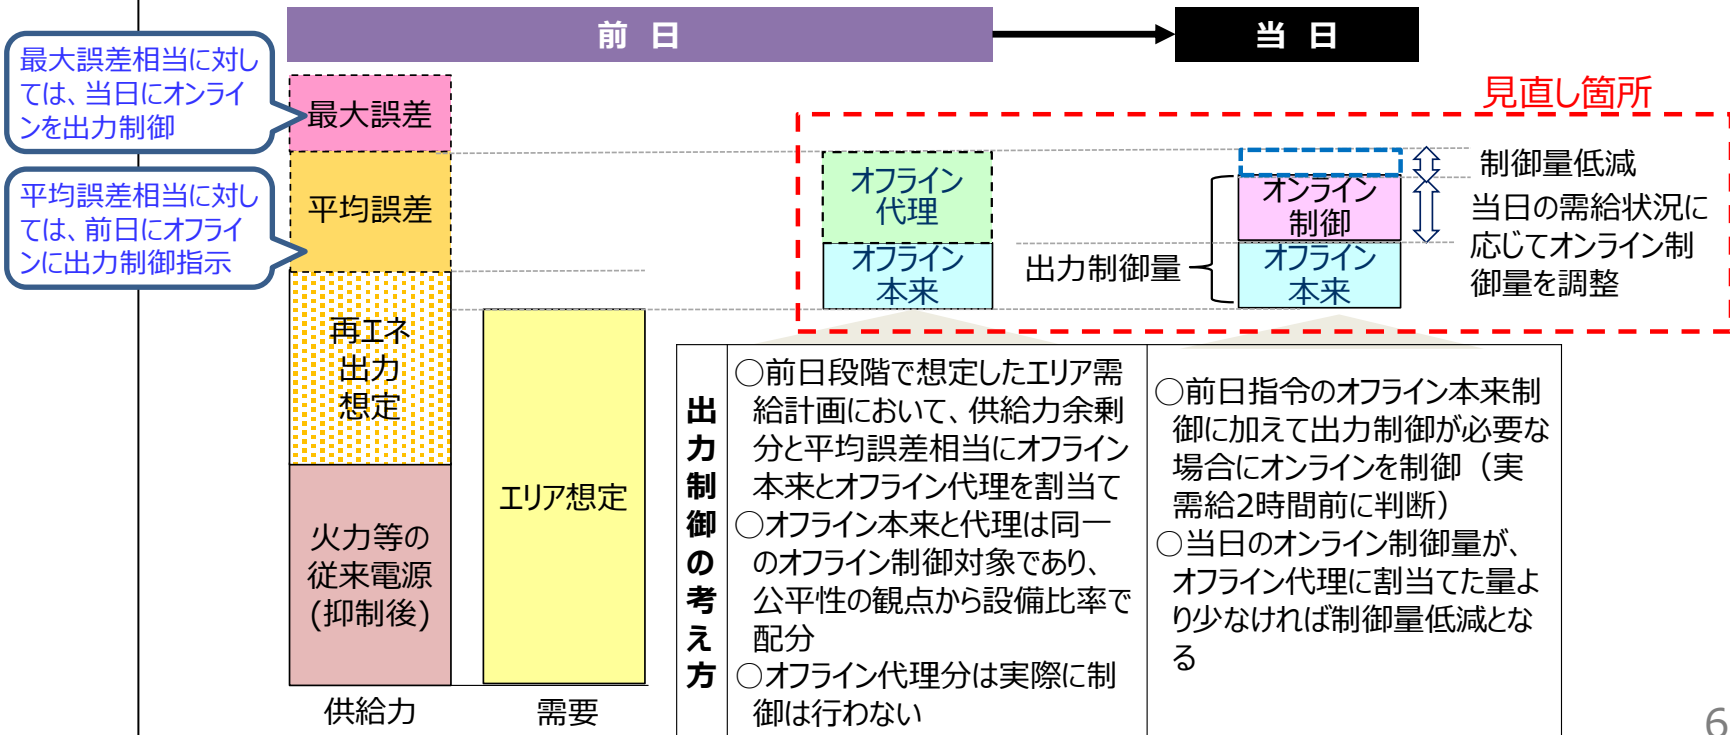 前 日
当 日
最大誤差相当に対し
ては、当日にオンライ
ンを出力制御
平均誤差相当に対し
ては、前日にオフライ
ンに出力制御指示
最大誤差
平均誤差
再エネ
出力
想定
火力等の
従来電源
(抑制後)
供給力
エリア想定
需要
見直し箇所
オフライン
代理
オフライン
本来
出力制御量
オンライン
制御
オフライン
本来
制御量低減
当日の需給状況に
応じてオンライン制
御量を調整
出力制御の考え方
○前日段階で想定したエリア需
給計画において、供給力余剰
分と平均誤差相当にオフライン
本来とオフライン代理を割当て
○オフライン本来と代理は同一
のオフライン制御対象であり、
公平性の観点から設備比率で
配分
○オフライン代理分は実際に制
御は行わない
○前日指令のオフライン本来制
御に加えて出力制御が必要な
場合にオンラインを制御（実
需給2時間前に判断）
○当日のオンライン制御量が、
オフライン代理に割当てた量よ
り少なければ制御量低減とな
る
6